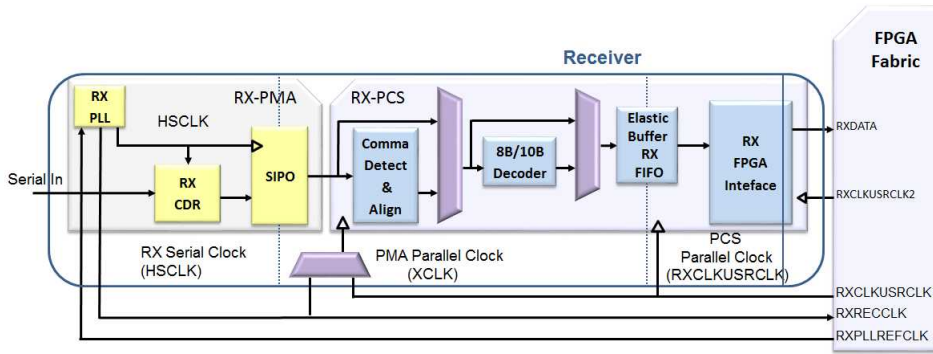 FPGA
Fabric
Receiver
RX-PMA
RX-PCS
RX
PLL
HSCLK
Elastic
Buffer
RX
FIFO
Comma
Detect
&
Align
8B/10B
Decoder
RX
FPGA
Inteface
SIPO
RX
CDR
Serial In
RXDATA
RXCLKUSRCLK2
RX Serial Clock
(HSCLK)
PMA Parallel Clock
(XCLK)
PCS
Parallel
Clock
(RXCLKUSRCLK)
RXCLKUSRCLK
RXRECCLK
RXPLLREFCLK